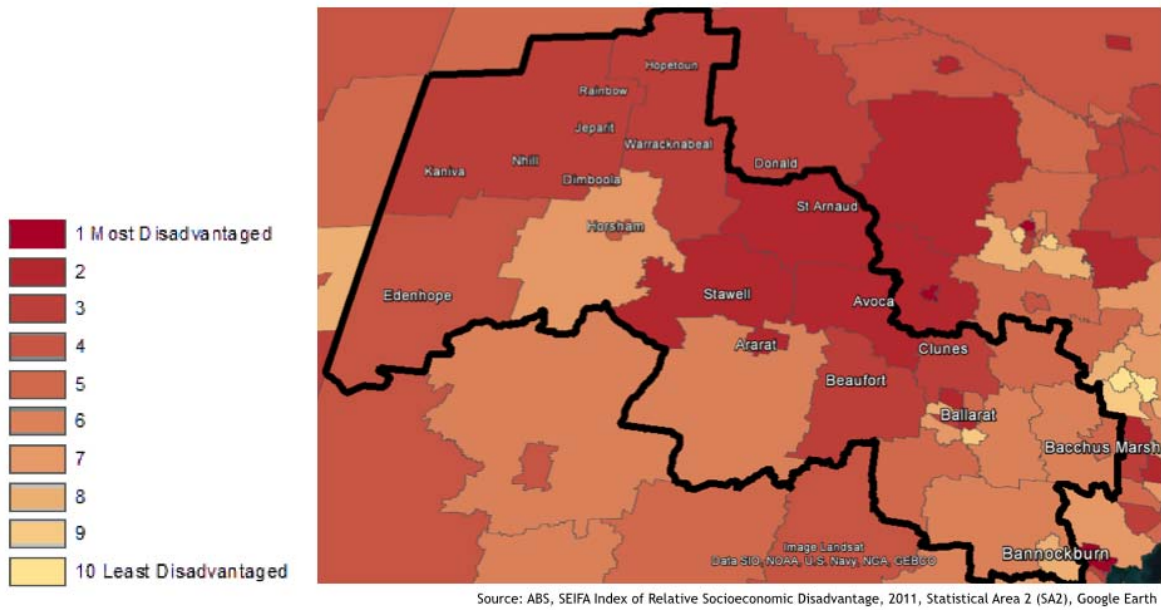 1 Most Disadvantaged
2
3
4
5
6
7
8
9
10 Least Disadvantaged
Hopetoun
Rainbow
Jeparit
Warracknabeal
Nhill
Kaniva
Dimboola
Donald
St Arnaud
Horsham
Edenhope
Stawell
Avoca
Ararat
Clunes
Beaufort
Ballarat
Bacchus Marsh
Bannockburn
Image Landsat
Data SIO, NOAA, U.S. Navy, NGA, GEBCO
Source: ABS, SEIFA Index of Relative Socioeconomic Disadvantage, 2011, Statistical Area 2 (SA2), Google Earth